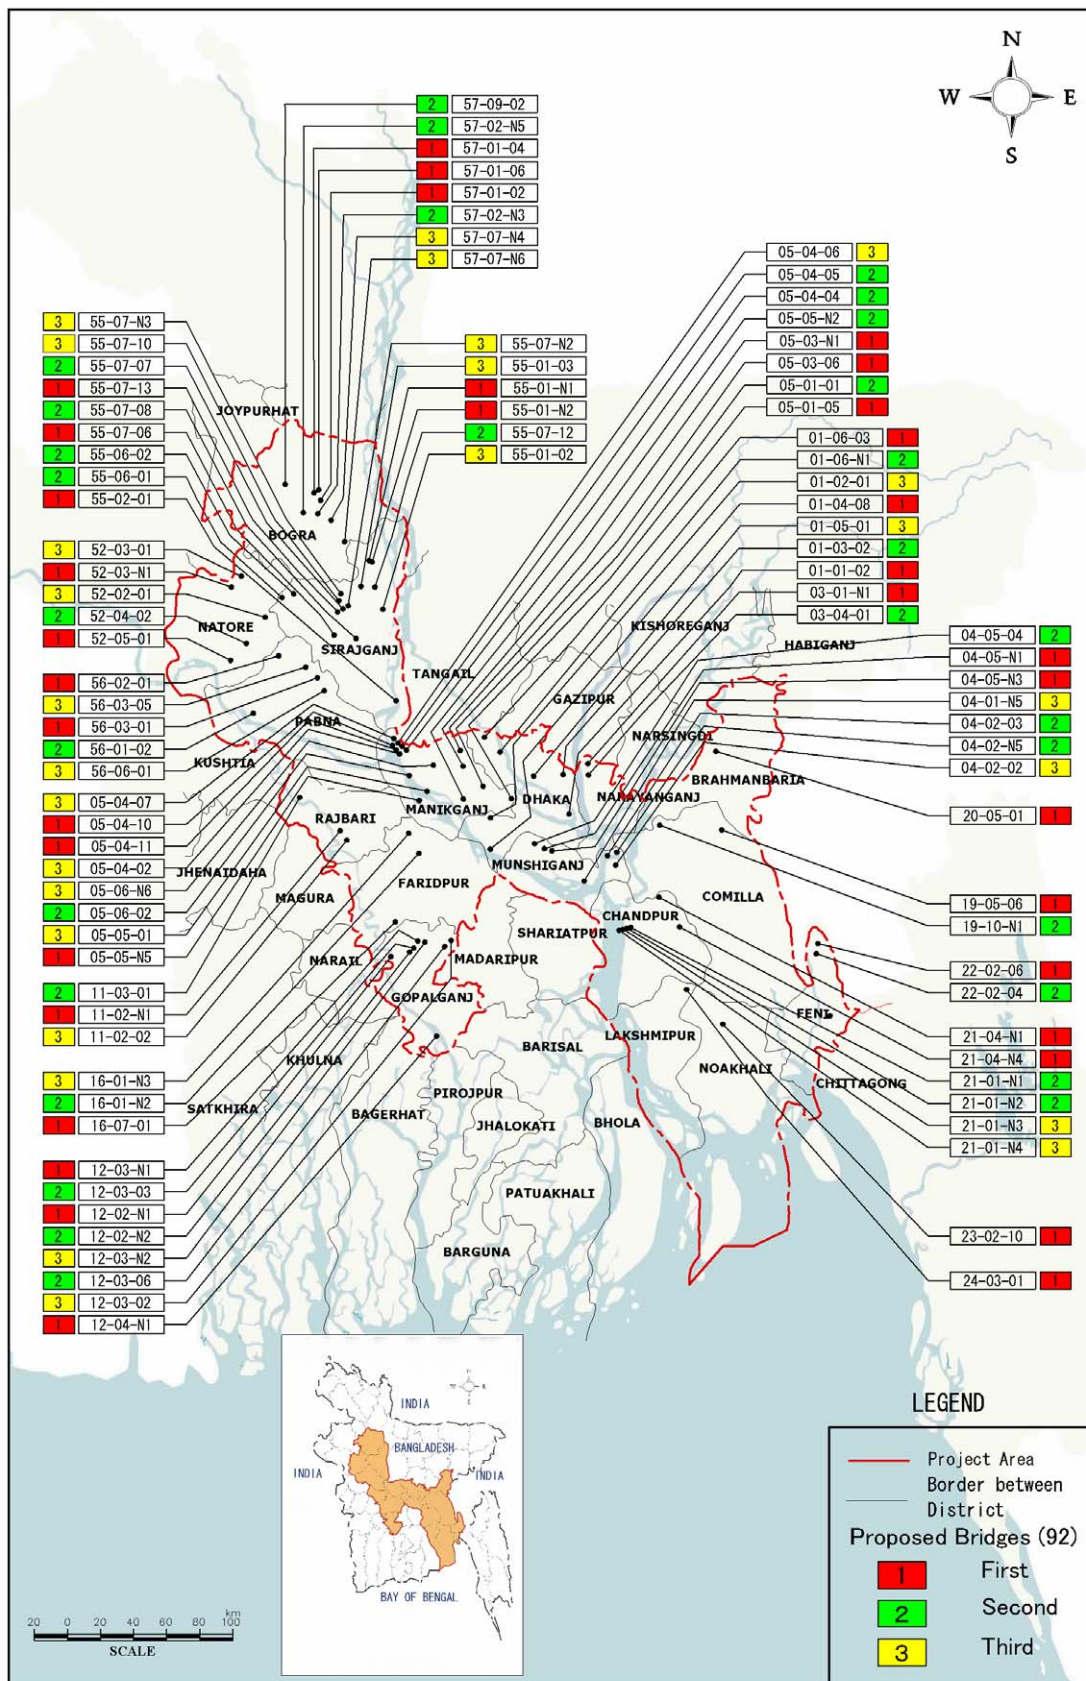 N
W E
S
2 57-09-02
2 57-02-N5
1 57-01-04
1 57-01-06
1 57-01-02
2 57-02-N3
3 57-07-N4
3 57-07-N6
3 55-07-N3
3 55-07-10
2 55-07-07
1 55-07-13
2 55-07-08
1 55-07-06
2 55-06-02
2 55-06-01
1 55-02-01
3 55-07-N2
3 55-01-03
1 55-01-N1
1 55-01-N2
2 55-07-12
3 55-01-02
05-04-06 3
05-04-05 2
05-04-04 2
05-05-N2 2
05-03-N1 1
05-03-06 1
05-01-01 2
05-01-05 1
01-06-03 1
01-06-N1 2
01-02-01 3
01-04-08 1
01-05-01 3
01-03-02 2
01-01-02 1
03-01-N1 1
03-04-01 2
04-05-04 2
04-05-N1 1
04-05-N3 1
04-01-N5 3
04-02-03 2
04-02-N5 2
04-02-02 3
20-05-01 1
19-05-06 1
19-10-N1 2
22-02-06 1
22-02-04 2
21-04-N1 1
21-04-N4 1
21-01-N1 2
21-01-N2 2
21-01-N3 3
21-01-N4 3
23-02-10 1
24-03-01 1
3 52-03-01
1 52-03-N1
3 52-02-01
2 52-04-02
1 52-05-01
1 56-02-01
3 56-03-05
1 56-03-01
2 56-01-02
3 56-06-01
3 05-04-07
1 05-04-10
1 05-04-11
3 05-04-02
3 05-06-N6
2 05-06-02
3 05-05-01
1 05-05-N5
2 11-03-01
1 11-02-N1
3 11-02-02
3 16-01-N3
2 16-01-N2
1 16-07-01
1 12-03-N1
2 12-03-03
1 12-02-N1
2 12-02-N2
3 12-03-N2
2 12-03-06
3 12-03-02
1 12-04-N1
JOYPURHAT
BOGRA
NATORE
SIRAJGANJ
TANGAIL
KISHOREGANJ
HABIGANJ
GAZIPUR
NARSINGDI
PABNA
KUSHTIA
BRAHMANBARIA
MANIKGANJ
DHAKA
NARAYANGANJ
RAJBARI
MUNSHIGANJ
JHENAIDAHA
FARIDPUR
MAGURA
COMILLA
CHANDPUR
SHARIATPUR
NARAIL
MADARIPUR
GOPALGANJ
FENI
LAKSHMIPUR
BARISAL
KHULNA
NOAKHALI
CHITTAGONG
PIROJPUR
SATKHIRA
BAGERHAT
JHALOKATI
BHOLA
PATUAKHALI
BARGUNA
INDIA
BANGLADESH
INDIA
INDIA
BAY OF BENGAL
LEGEND
Project Area
Border between
District
Proposed Bridges (92)
1 First
2 Second
3 Third
km
20 0 20 40 60 80 100
SCALE